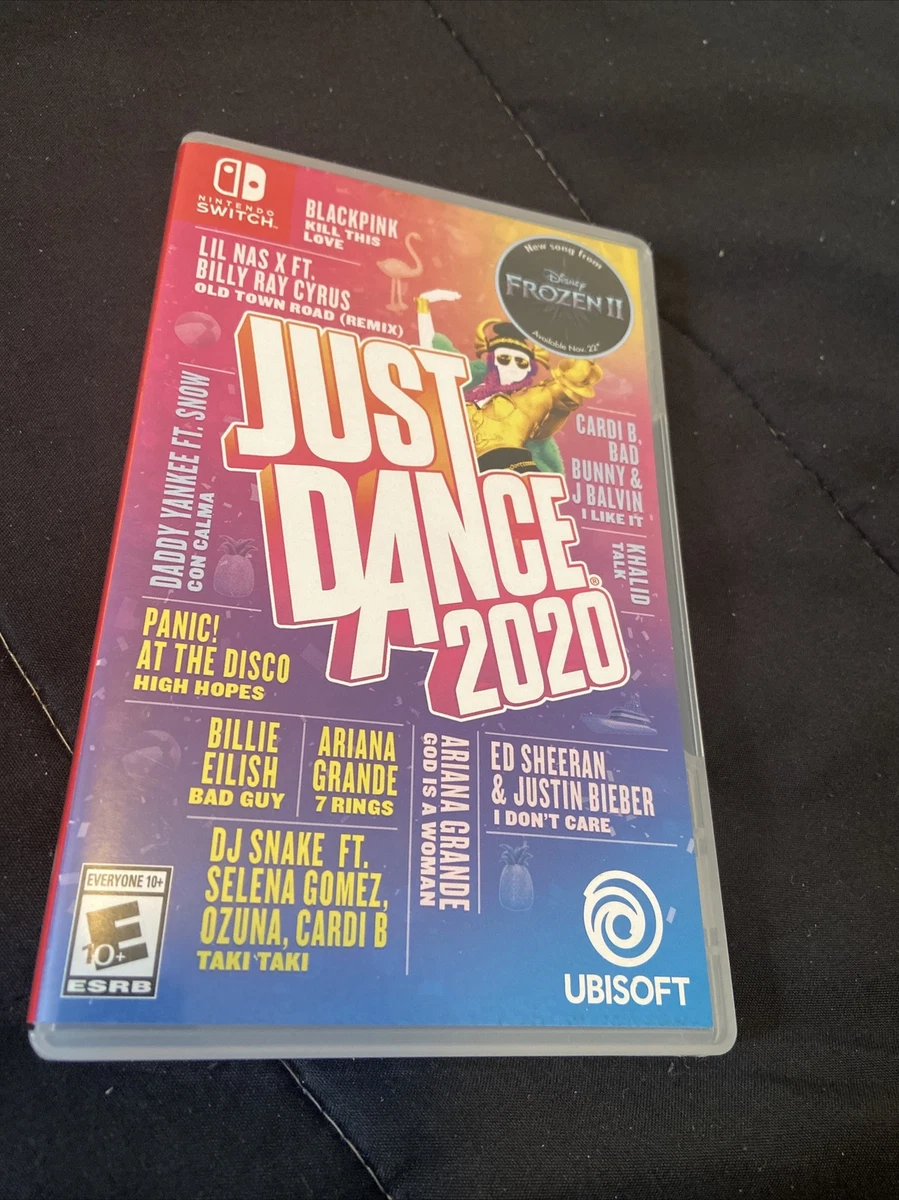 NINTENDO
SWITCH™
BLACKPINK
KILL THIS
LOVE
LIL NAS X FT.
BILLY RAY CYRUS
OLD TOWN ROAD (REMIX)
New song from
Disney
FROZEN II
Available Nov. 22*
JUST
DANCE®
2020
DADDY YANKEE FT. SNOW
CON CALMA
CARDI B,
BAD
BUNNY &
J BALVIN
I LIKE IT
KHALID
TALK
PANIC!
AT THE DISCO
HIGH HOPES
BILLIE
EILISH
BAD GUY
ARIANA
GRANDE
7 RINGS
ARIANA GRANDE
GOD IS A WOMAN
ED SHEERAN
& JUSTIN BIEBER
I DON'T CARE
DJ SNAKE FT.
SELENA GOMEZ,
OZUNA, CARDI B
TAKI TAKI
EVERYONE 10+
E
10+
ESRB
UBISOFT